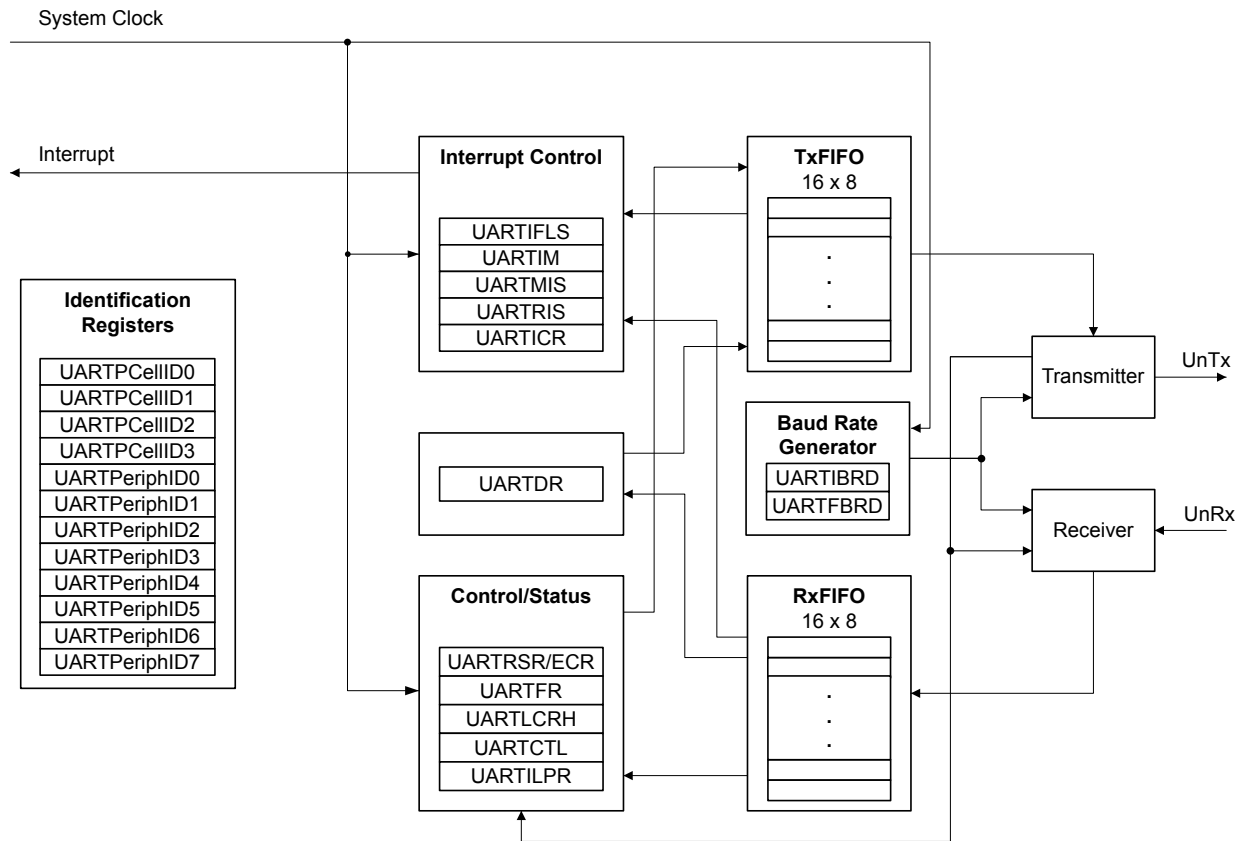 System Clock
Interrupt
Interrupt Control
UARTIFLS
UARTIM
UARTMIS
UARTRIS
UARTICR
TxFIFO
16 x 8
.
.
.
Identification
Registers
UARTPCellID0
UARTPCellID1
UARTPCellID2
UARTPCellID3
UARTPeriphID0
UARTPeriphID1
UARTPeriphID2
UARTPeriphID3
UARTPeriphID4
UARTPeriphID5
UARTPeriphID6
UARTPeriphID7
Transmitter
UnTx
UARTDR
Baud Rate
Generator
UARTIBRD
UARTFBRD
Receiver
UnRx
Control/Status
UARTRSR/ECR
UARTFR
UARTLCRH
UARTCTL
UARTILPR
RxFIFO
16 x 8
.
.
.